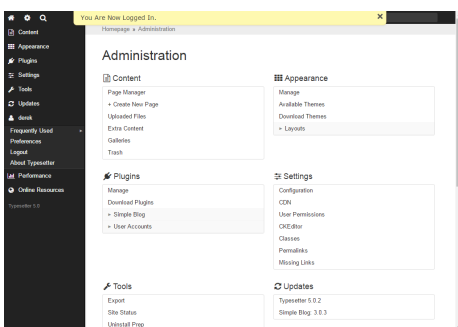 You Are Now Logged In.
Homepage » Administration
Content
Appearance
Plugins
Settings
Tools
Updates
derek
Frequently Used
Preferences
Logout
About Typesetter
Performance
Online Resources
Typesetter 5.0
Administration
Content
Page Manager
+ Create New Page
Uploaded Files
Extra Content
Galleries
Trash
Appearance
Manage
Available Themes
Download Themes
» Layouts
Plugins
Manage
Download Plugins
» Simple Blog
» User Accounts
Settings
Configuration
CDN
User Permissions
CKEditor
Classes
Permalinks
Missing Links
Tools
Export
Site Status
Uninstall Prep
Updates
Typesetter 5.0.2
Simple Blog: 3.0.3